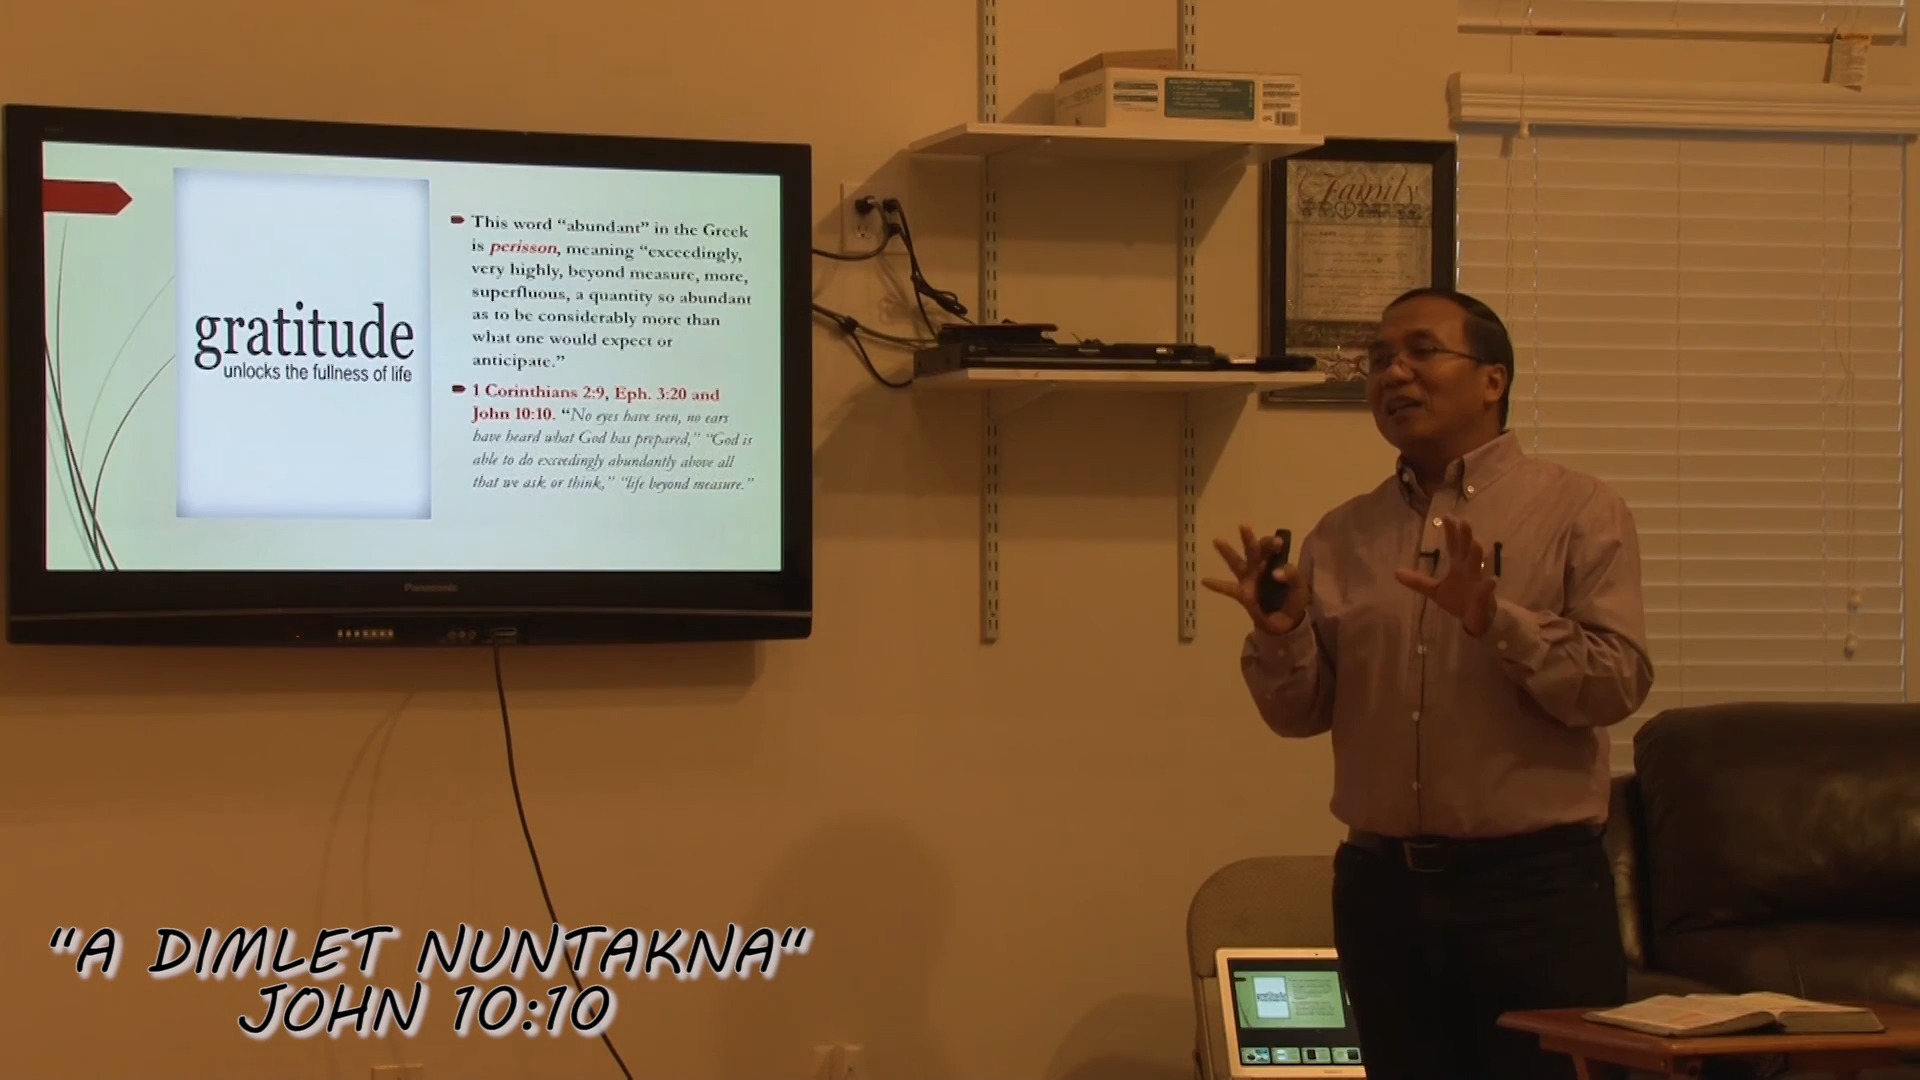 gratitude
unlocks the fullness of life
This word “abundant” in the Greek
is perisson, meaning “exceedingly,
very highly, beyond measure, more,
superfluous, a quantity so abundant
as to be considerably more than
what one would expect or
anticipate.”
1 Corinthians 2:9, Eph. 3:20 and
John 10:10. “No eyes have seen, no ears
have heard what God has prepared,” “God is
able to do exceedingly abundantly above all
that we ask or think,” “life beyond measure.”
Panasonic
Family
gratitude
“A DIMLET NUNTAKNA“
JOHN 10:10